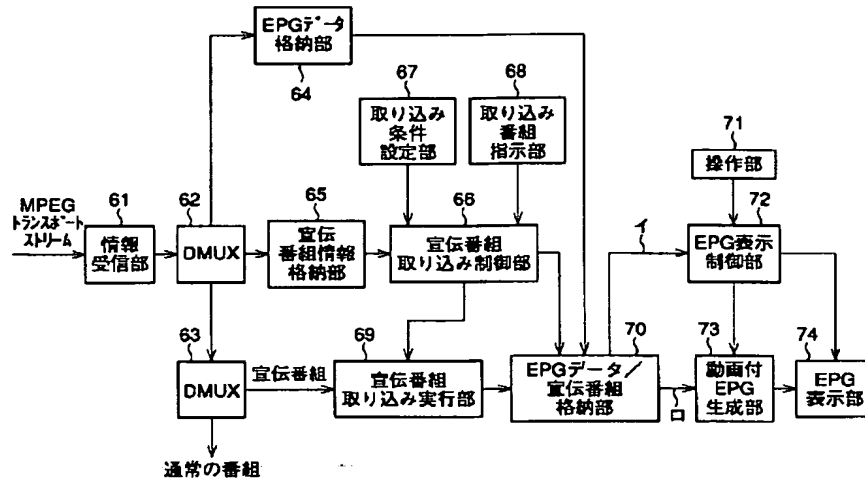 EPGデータ
格納部
64
67
取り込み
条件
設定部
68
取り込み
番組
指示部
71
操作部
MPEG
トランスポート
ストリーム
61
情報
受信部
62
DMUX
65
宣伝
番組情報
格納部
66
宣伝番組
取り込み制御部
イ
72
EPG表示
制御部
63
DMUX
宣伝番組
69
宣伝番組
取り込み実行部
70
EPGデータ/
宣伝番組
格納部
ロ
73
動画付
EPG
生成部
74
EPG
表示部
通常の番組